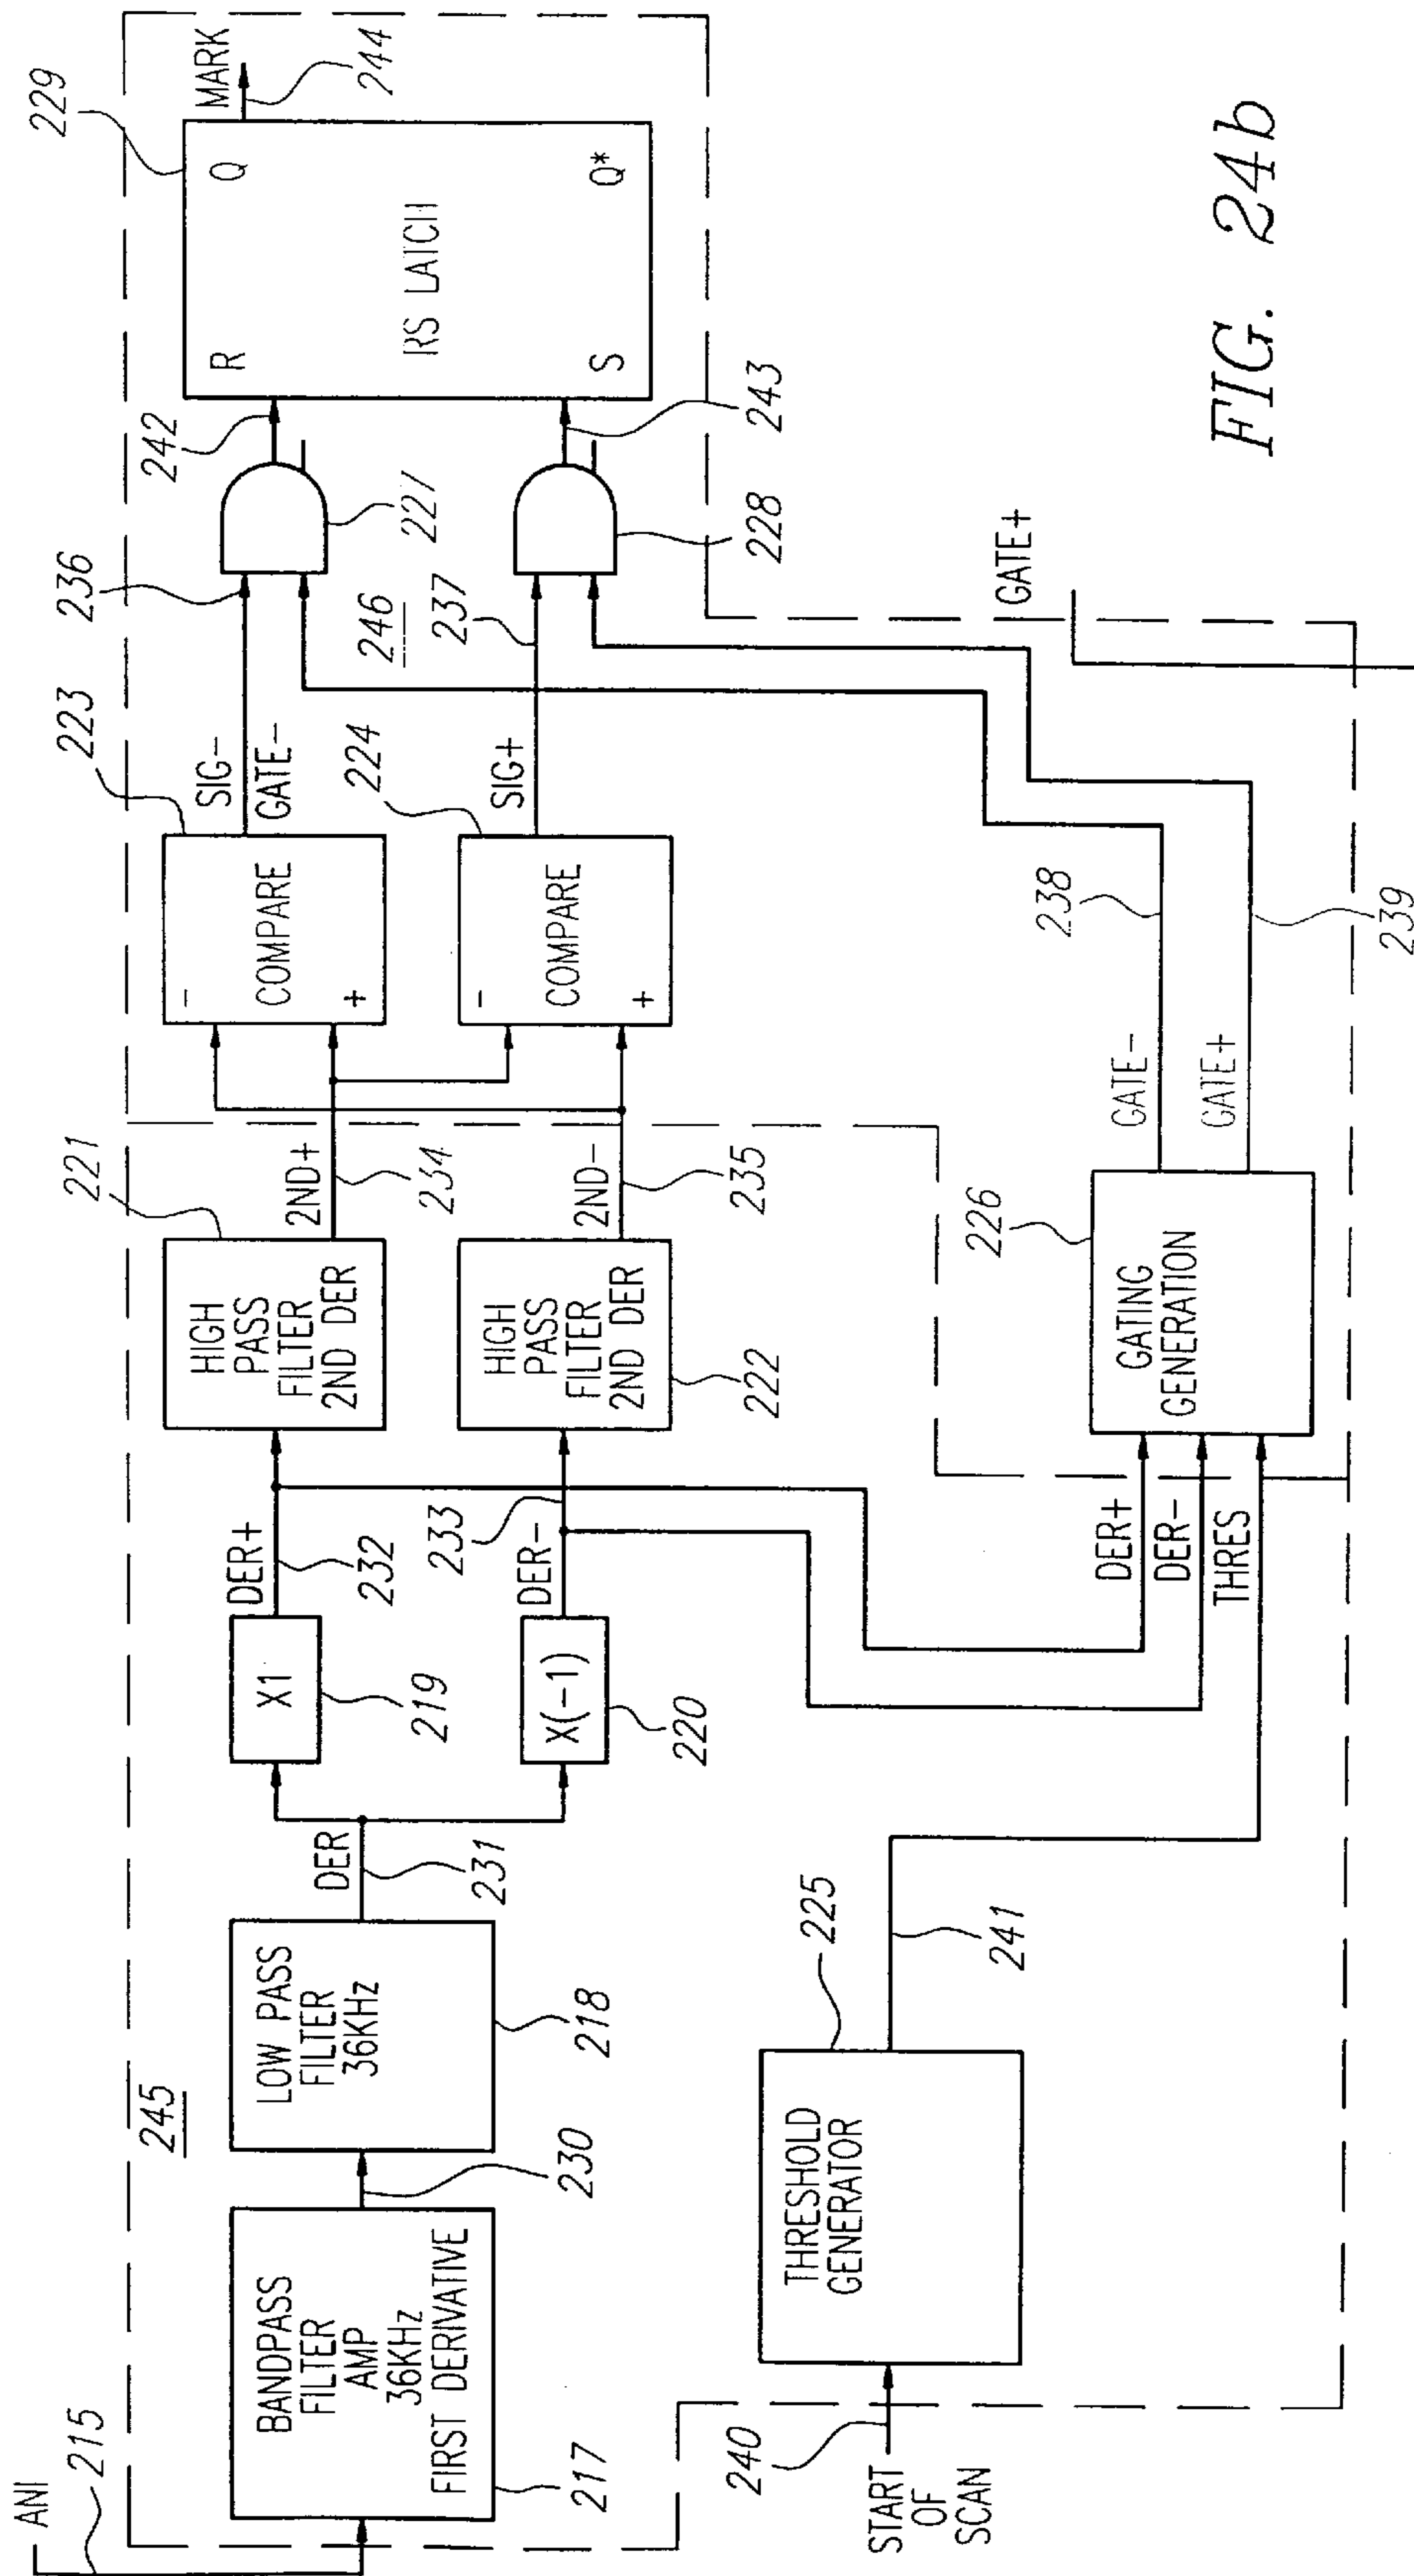 ANI
215
245
BANDPASS
FILTER
AMP
36KHz
FIRST DERIVATIVE
217
230
LOW PASS
FILTER
36KHz
218
DER
231
X1
219
DER+
232
X(-1)
220
DER-
233
HIGH
PASS
FILTER
2ND DER
221
2ND+
234
HIGH
PASS
FILTER
2ND DER
222
2ND-
235
-
COMPARE
+
223
SIG-
GATE-
236
-
COMPARE
+
224
SIG+
237
246
227
242
228
243
R
Q
RS LATCH
S
Q*
229
MARK
244
START
OF
SCAN
240
THRESHOLD
GENERATOR
225
241
DER+
DER-
THRES
GATING
GENERATION
226
GATE-
GATE+
238
239
GATE+
FIG. 24b